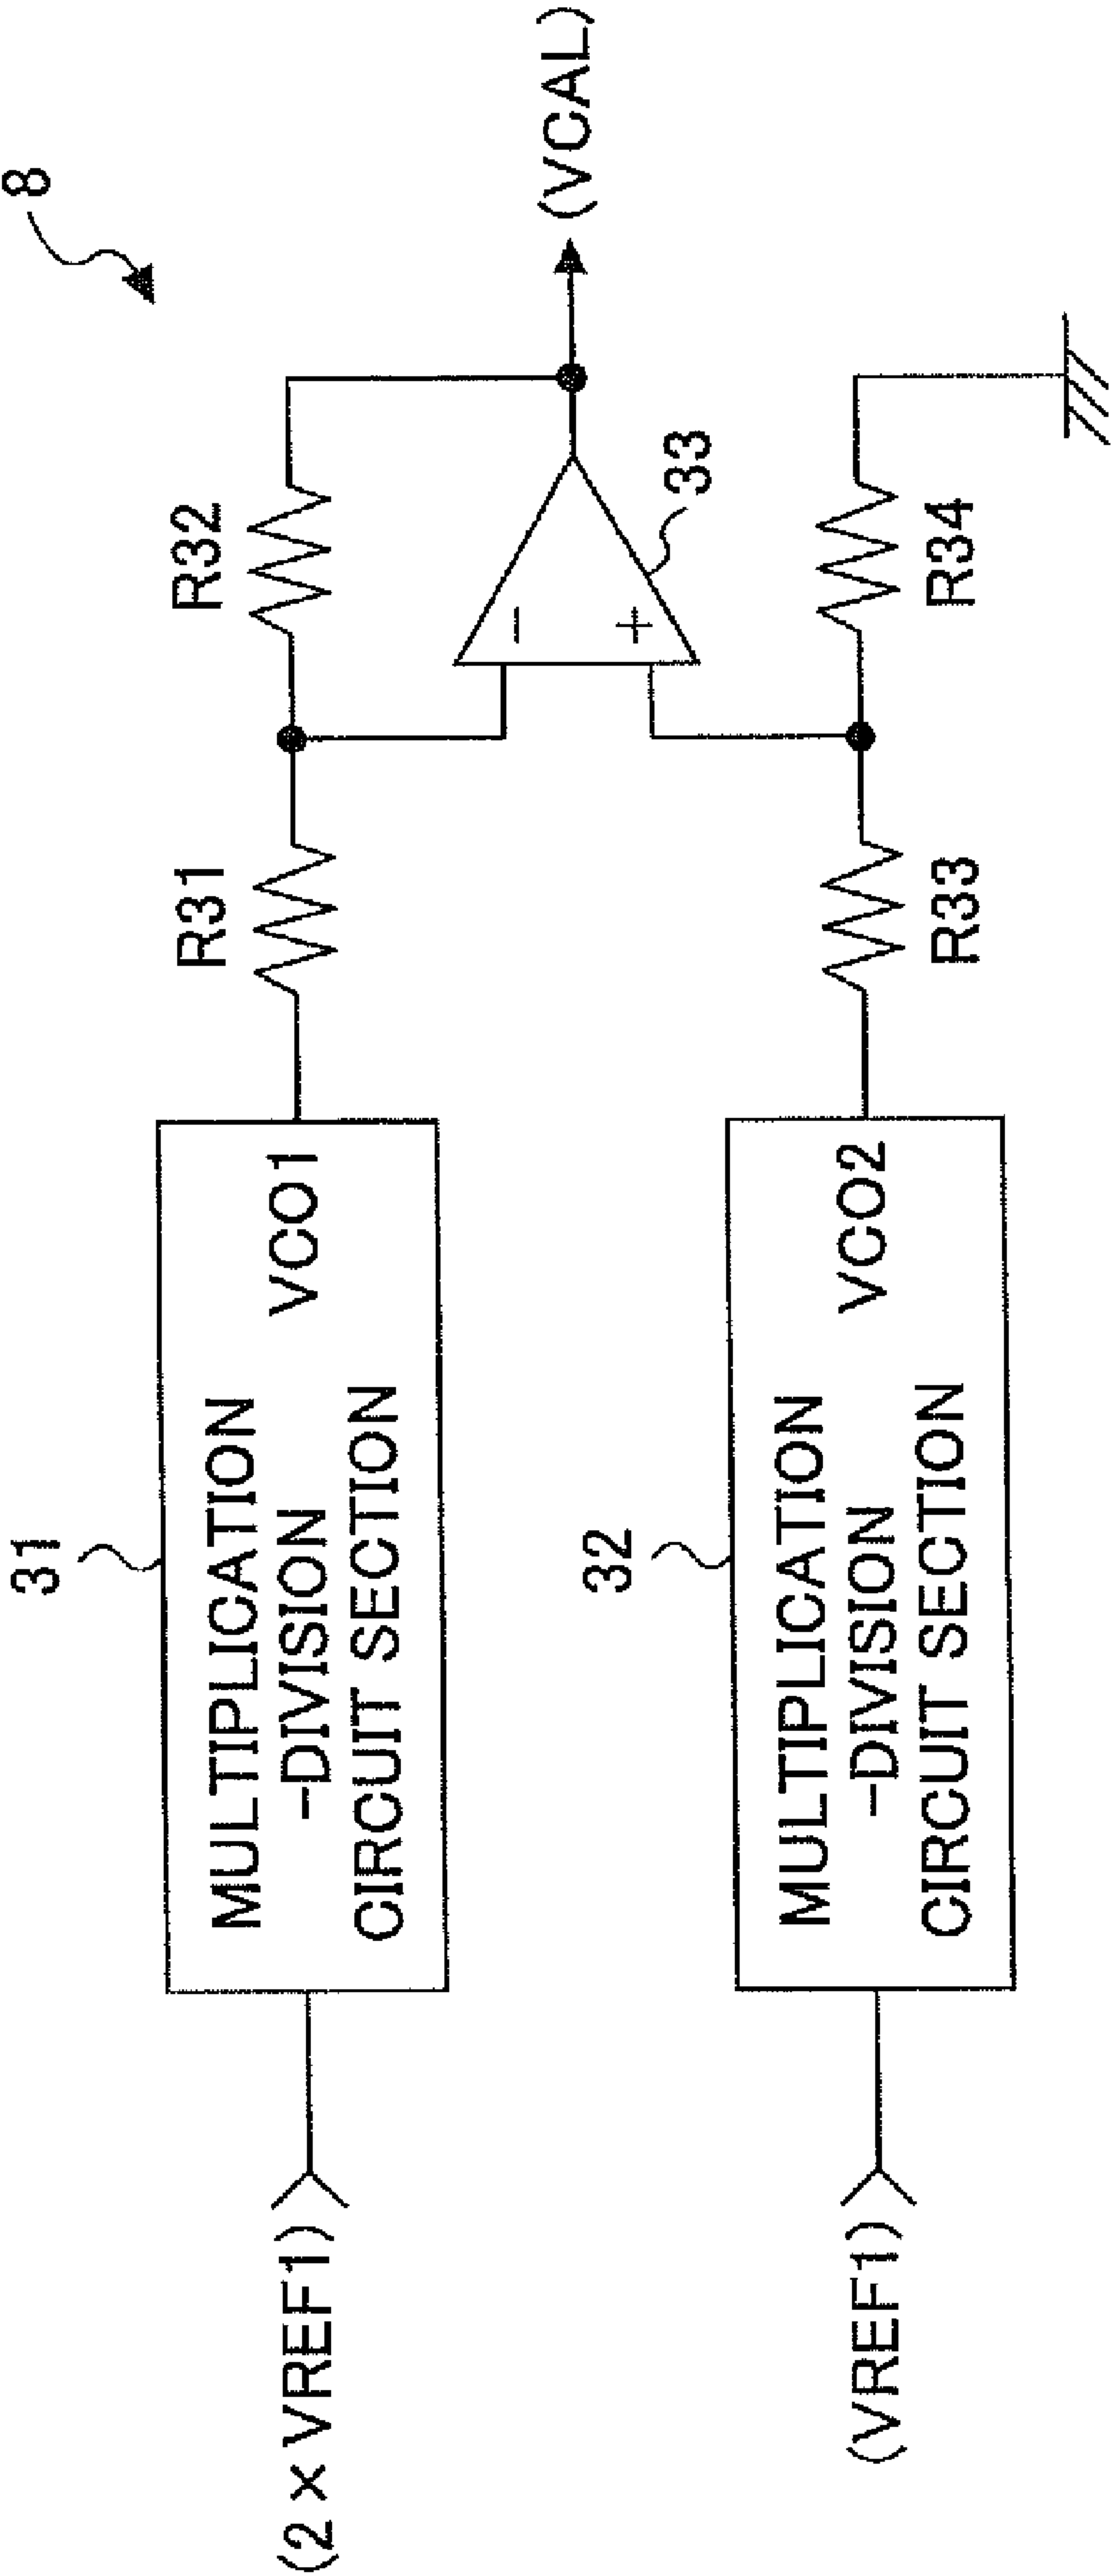 8
31
(2 × VREF1)
MULTIPLICATION
-DIVISION
CIRCUIT SECTION
VCO1
R31
R32
-
+
33
(VCAL)
32
(VREF1)
MULTIPLICATION
-DIVISION
CIRCUIT SECTION
VCO2
R33
R34